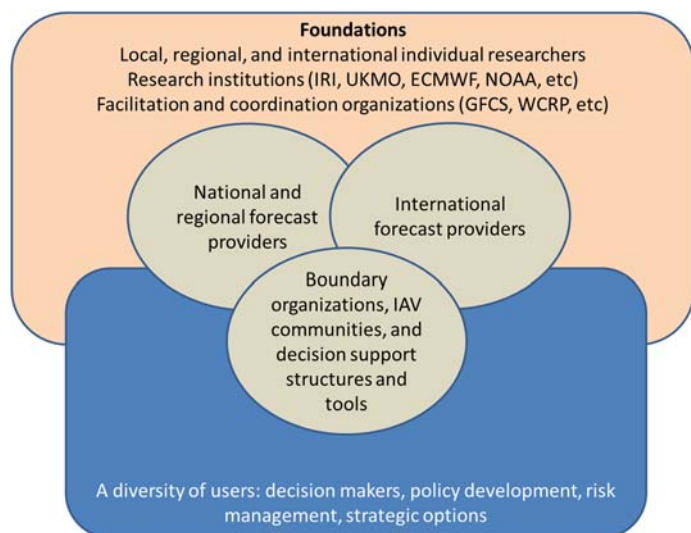 Foundations
Local, regional, and international individual researchers
Research institutions (IRI, UKMO, ECMWF, NOAA, etc)
Facilitation and coordination organizations (GFCS, WCRP, etc)
National and
regional forecast
providers
International
forecast providers
Boundary
organizations, IAV
communities, and
decision support
structures and
tools
A diversity of users: decision makers, policy development, risk
management, strategic options